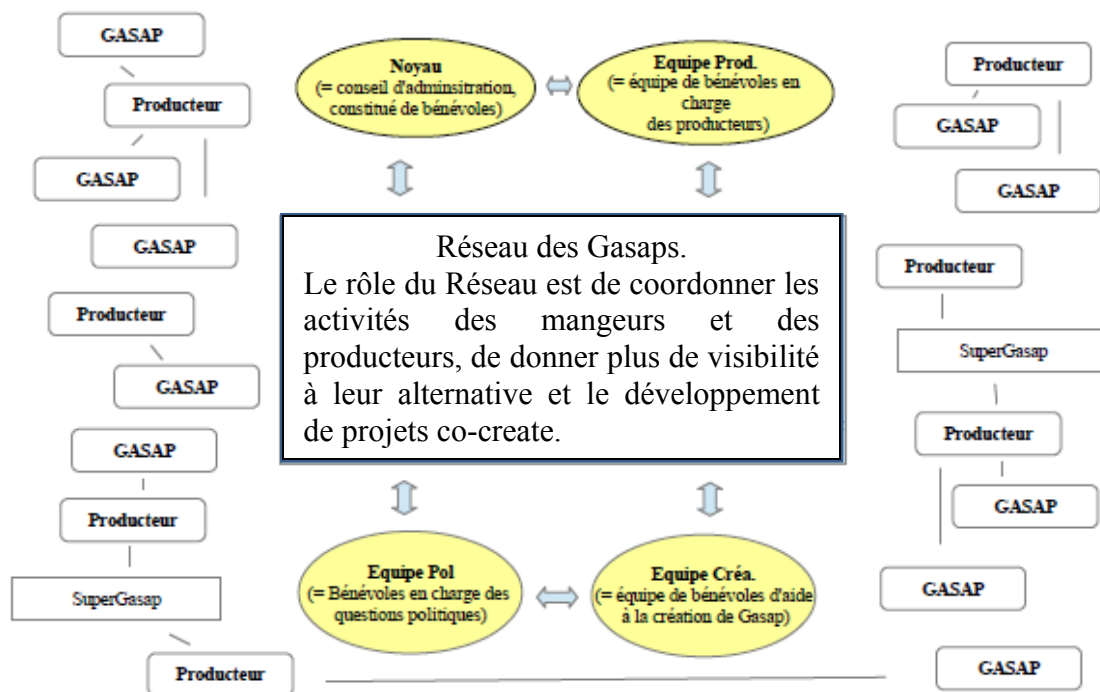 GASAP
Producteur
GASAP
GASAP
Producteur
GASAP
GASAP
Producteur
SuperGasap
Producteur
Noyau
(= conseil d'adminsitration,
constitué de bénévoles)
Equipe Prod.
(= équipe de bénévoles en
charge
des producteurs)
Réseau des Gasaps.
Le rôle du Réseau est de coordonner les
activités des mangeurs et des
producteurs, de donner plus de visibilité
à leur alternative et le développement
de projets co-create.
Equipe Pol
(= Bénévoles en charge des
questions politiques)
Equipe Créa.
(= équipe de bénévoles d'aide
à la création de Gasap)
Producteur
GASAP
GASAP
Producteur
SuperGasap
Producteur
GASAP
GASAP
GASAP